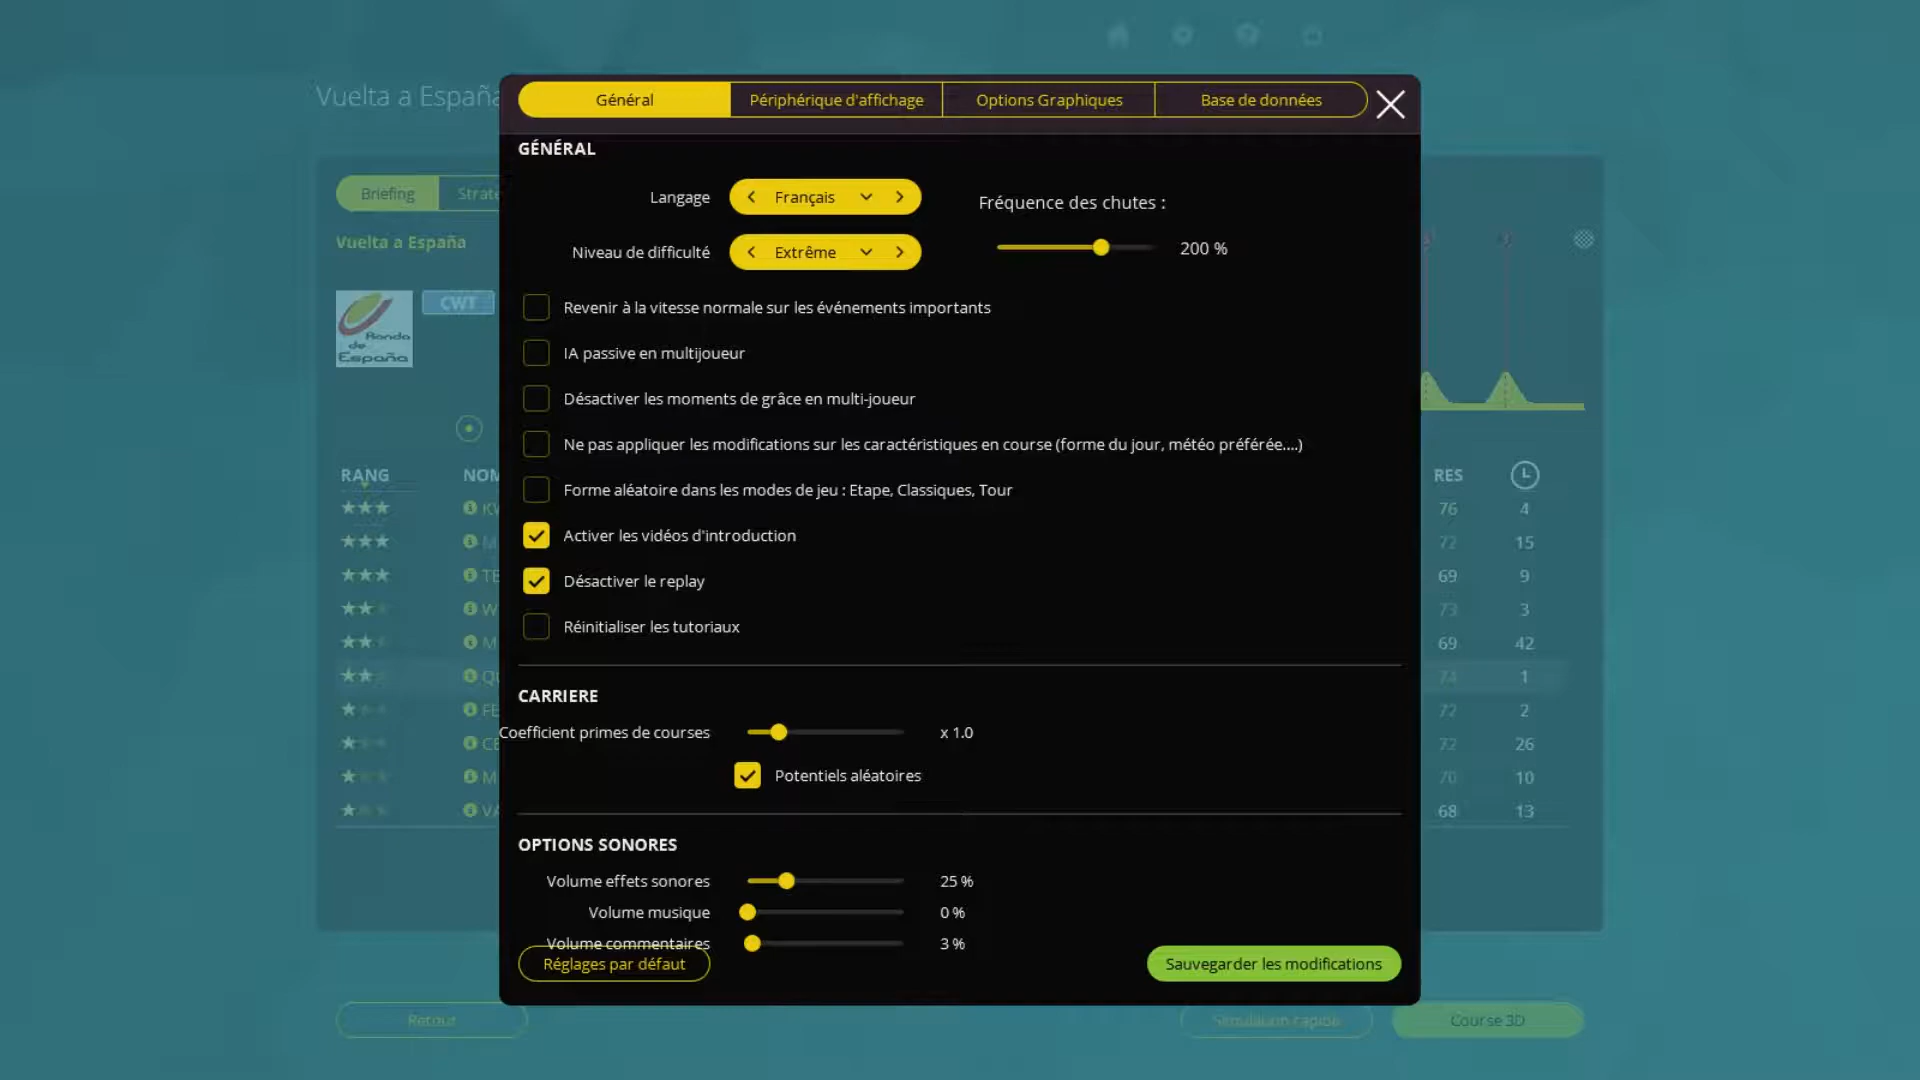 Vuelta a España
Général
Périphérique d'affichage
Options Graphiques
Base de données
GÉNÉRAL
Briefing
Langage
Français
Fréquence des chutes :
Vuelta a España
Niveau de difficulté
Extrême
200 %
CWT
Ronda
de
España
Revenir à la vitesse normale sur les événements importants
IA passive en multijoueur
Désactiver les moments de grâce en multi-joueur
Ne pas appliquer les modifications sur les caractéristiques en course (forme du jour, météo préférée....)
Forme aléatoire dans les modes de jeu : Etape, Classiques, Tour
Activer les vidéos d'introduction
Désactiver le replay
Réinitialiser les tutoriaux
RANG
RES
76 4
72 15
69 9
73 3
69 42
74 1
72 2
72 26
70 10
68 13
CARRIERE
Coefficient primes de courses
x 1.0
Potentiels aléatoires
OPTIONS SONORES
Volume effets sonores
25 %
Volume musique
0 %
Volume commentaires
3 %
Réglages par défaut
Sauvegarder les modifications
Retour
Simulation rapide
Course 3D